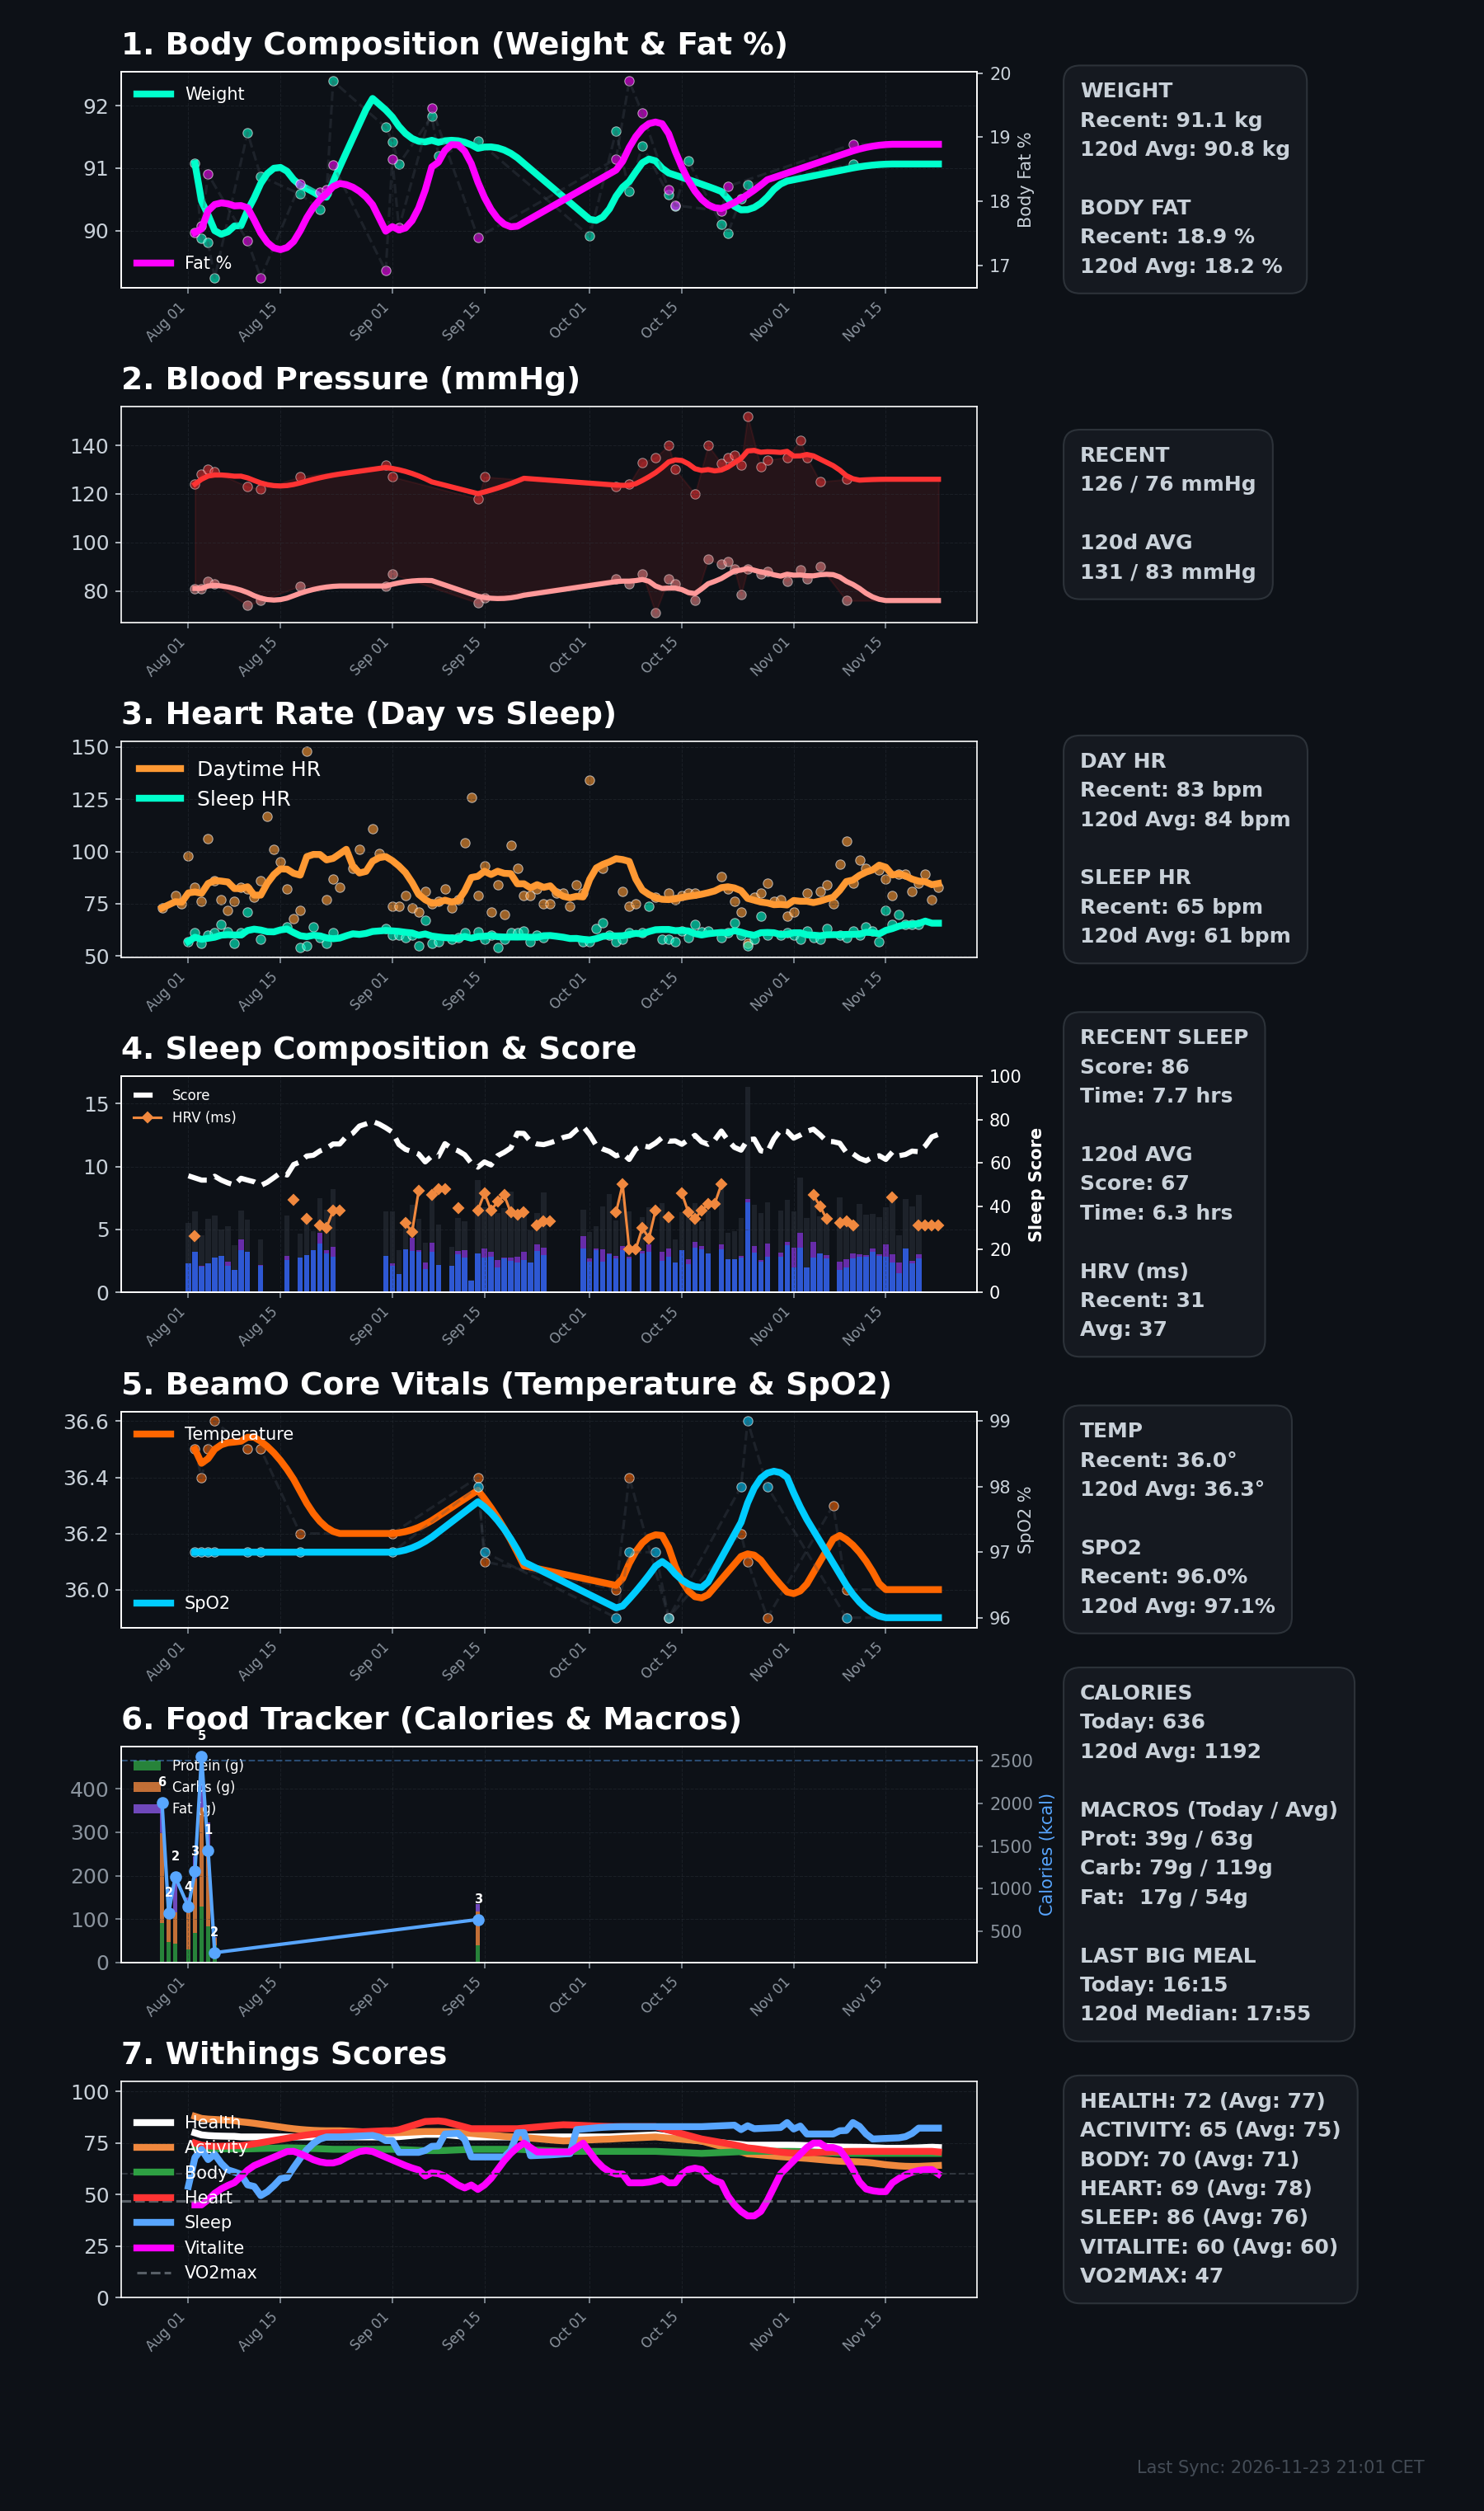 1. Body Composition (Weight & Fat %)
Weight
Fat %
92
91
90
20
19
18
17
Body Fat %
Aug 01
Aug 15
Sep 01
Sep 15
Oct 01
Oct 15
Nov 01
Nov 15
WEIGHT
Recent: 91.1 kg
120d Avg: 90.8 kg
BODY FAT
Recent: 18.9 %
120d Avg: 18.2 %
2. Blood Pressure (mmHg)
140
120
100
80
Aug 01
Aug 15
Sep 01
Sep 15
Oct 01
Oct 15
Nov 01
Nov 15
RECENT
126 / 76 mmHg
120d AVG
131 / 83 mmHg
3. Heart Rate (Day vs Sleep)
Daytime HR
Sleep HR
150
125
100
75
50
Aug 01
Aug 15
Sep 01
Sep 15
Oct 01
Oct 15
Nov 01
Nov 15
DAY HR
Recent: 83 bpm
120d Avg: 84 bpm
SLEEP HR
Recent: 65 bpm
120d Avg: 61 bpm
4. Sleep Composition & Score
Score
HRV (ms)
15
10
5
0
100
80
60
40
20
0
Sleep Score
Aug 01
Aug 15
Sep 01
Sep 15
Oct 01
Oct 15
Nov 01
Nov 15
RECENT SLEEP
Score: 86
Time: 7.7 hrs
120d AVG
Score: 67
Time: 6.3 hrs
HRV (ms)
Recent: 31
Avg: 37
5. BeamO Core Vitals (Temperature & SpO2)
Temperature
SpO2
36.6
36.4
36.2
36.0
99
98
97
96
SpO2 %
Aug 01
Aug 15
Sep 01
Sep 15
Oct 01
Oct 15
Nov 01
Nov 15
TEMP
Recent: 36.0°
120d Avg: 36.3°
SPO2
Recent: 96.0%
120d Avg: 97.1%
6. Food Tracker (Calories & Macros)
Protein (g)
Carbs (g)
Fat (g)
6
2
2
4
3
5
1
2
3
400
300
200
100
0
2500
2000
1500
1000
500
Calories (kcal)
Aug 01
Aug 15
Sep 01
Sep 15
Oct 01
Oct 15
Nov 01
Nov 15
CALORIES
Today: 636
120d Avg: 1192
MACROS (Today / Avg)
Prot: 39g / 63g
Carb: 79g / 119g
Fat: 17g / 54g
LAST BIG MEAL
Today: 16:15
120d Median: 17:55
7. Withings Scores
Health
Activity
Body
Heart
Sleep
Vitalite
VO2max
100
75
50
25
0
Aug 01
Aug 15
Sep 01
Sep 15
Oct 01
Oct 15
Nov 01
Nov 15
HEALTH: 72 (Avg: 77)
ACTIVITY: 65 (Avg: 75)
BODY: 70 (Avg: 71)
HEART: 69 (Avg: 78)
SLEEP: 86 (Avg: 76)
VITALITE: 60 (Avg: 60)
VO2MAX: 47
Last Sync: 2026-11-23 21:01 CET